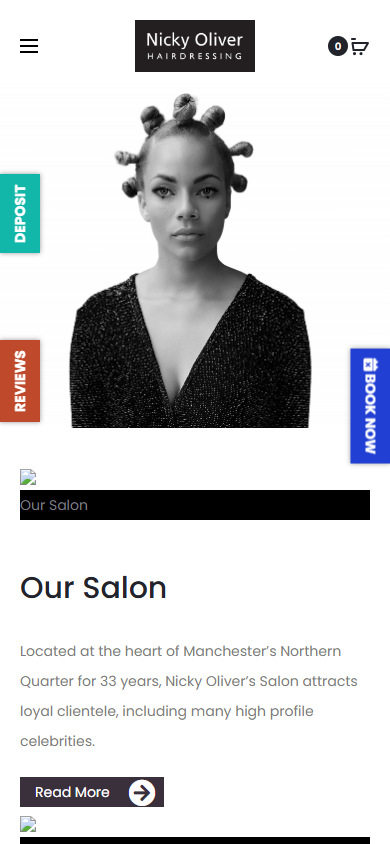 Nicky Oliver
HAIRDRESSING
0
DEPOSIT
REVIEWS
BOOK NOW
Our Salon
Our Salon
Located at the heart of Manchester’s Northern
Quarter for 33 years, Nicky Oliver’s Salon attracts
loyal clientele, including many high profile
celebrities.
Read More